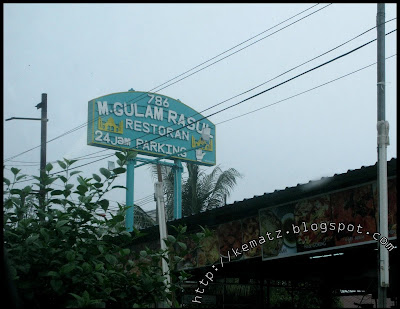 786
M.GULAM RASUL
RESTORAN
24 Jam PARKING
http://kematz.blogspot.com